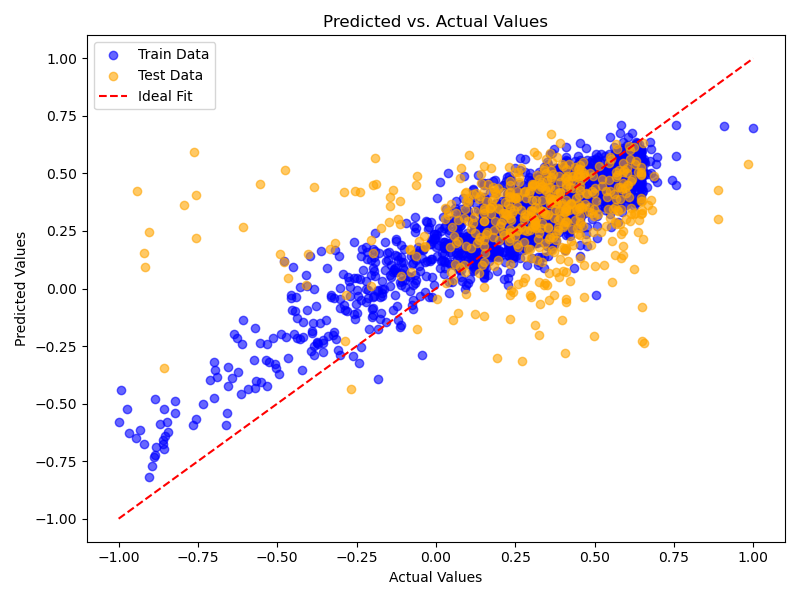 Predicted vs. Actual Values
Train Data
Test Data
Ideal Fit
1.00
0.75
0.50
0.25
0.00
−0.25
−0.50
−0.75
−1.00
Predicted Values
−1.00 −0.75 −0.50 −0.25 0.00 0.25 0.50 0.75 1.00
Actual Values